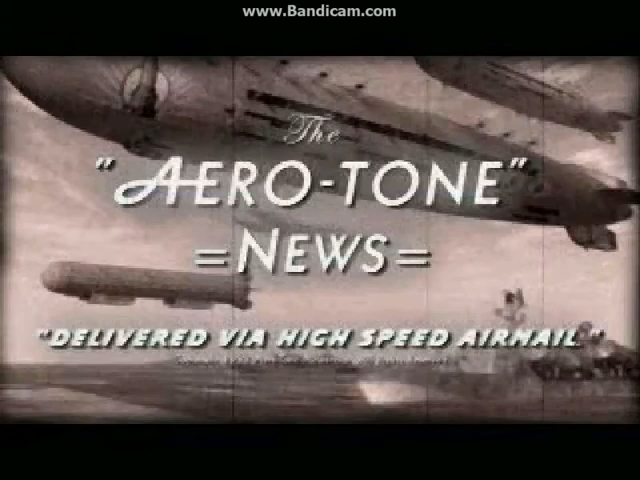 www.Bandicam.com
The
"AERO-TONE"
=NEWS=
"DELIVERED VIA HIGH SPEED AIRMAIL"